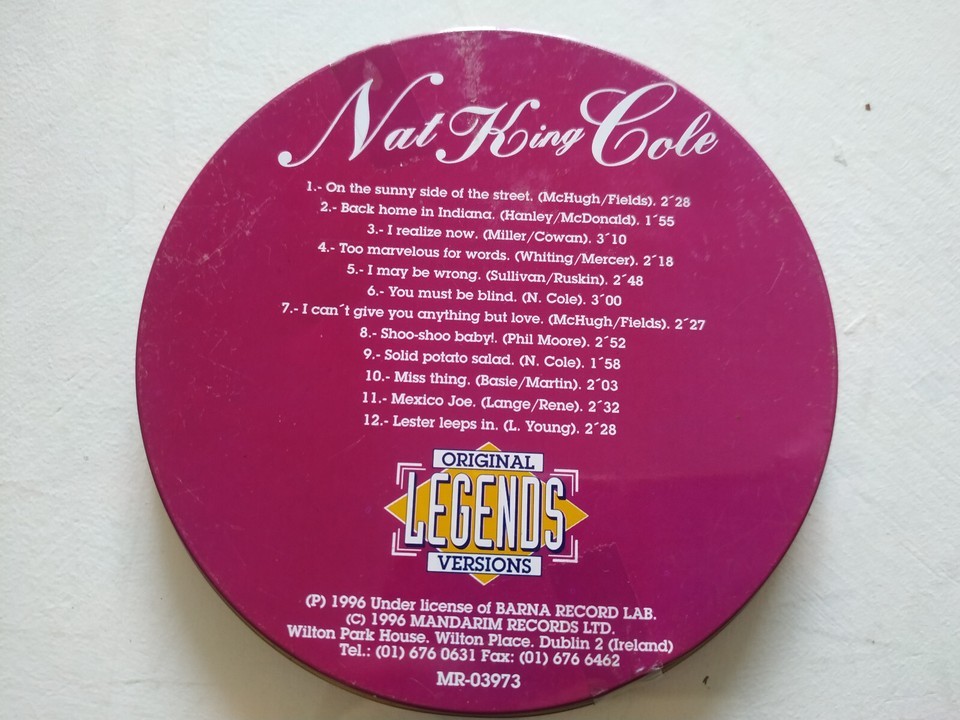 Nat King Cole
1.- On the sunny side of the street. (McHugh/Fields). 2´28
2.- Back home in Indiana. (Hanley/McDonald). 1´55
3.- I realize now. (Miller/Cowan). 3´10
4.- Too marvelous for words. (Whiting/Mercer). 2´18
5.- I may be wrong. (Sullivan/Ruskin). 2´48
6.- You must be blind. (N. Cole). 3´00
7.- I can´t give you anything but love. (McHugh/Fields). 2´27
8.- Shoo-shoo baby!. (Phil Moore). 2´52
9.- Solid potato salad. (N. Cole). 1´58
10.- Miss thing. (Basie/Martin). 2´03
11.- Mexico Joe. (Lange/Rene). 2´32
12.- Lester leeps in. (L. Young). 2´28
ORIGINAL
LEGENDS
VERSIONS
(P) 1996 Under license of BARNA RECORD LAB.
(C) 1996 MANDARIM RECORDS LTD.
Wilton Park House. Wilton Place. Dublin 2 (Ireland)
Tel.: (01) 676 0631 Fax: (01) 676 6462
MR-03973